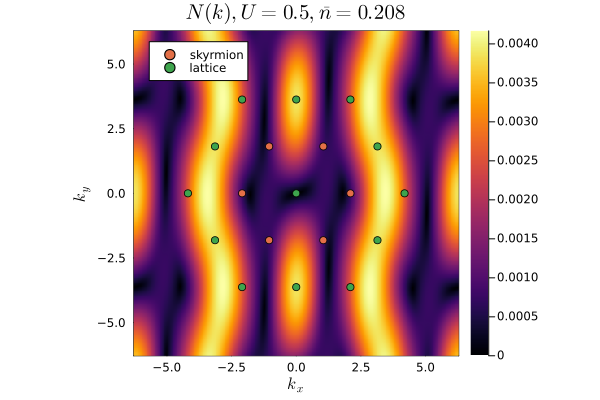 N(k), U = 0.5, n̄ = 0.208
skyrmion
lattice
5.0
2.5
0.0
−2.5
−5.0
k_y
−5.0 −2.5 0.0 2.5 5.0
k_x
0.0040
0.0035
0.0030
0.0025
0.0020
0.0015
0.0010
0.0005
0